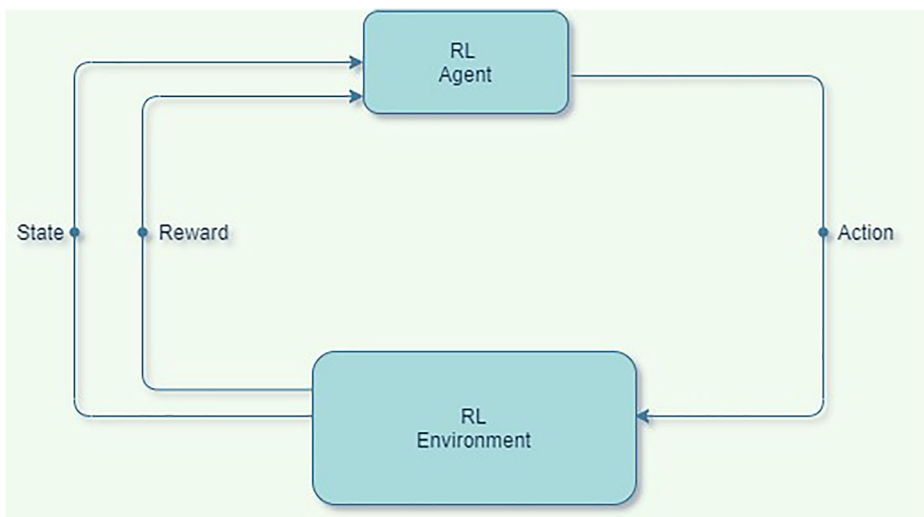 RL
Agent
State
Reward
Action
RL
Environment